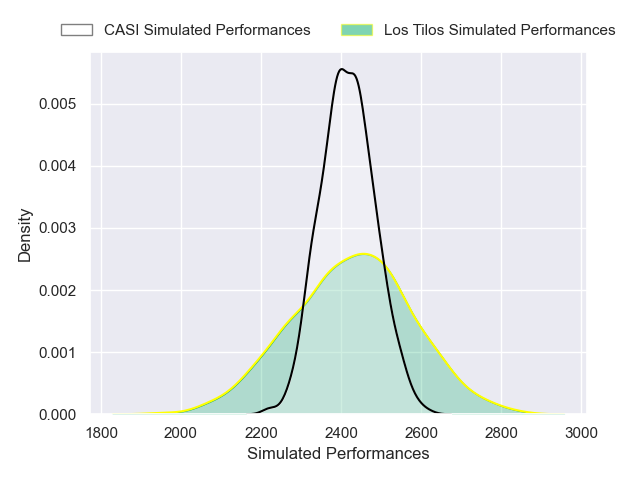 CASI Simulated Performances
Los Tilos Simulated Performances
Density
0.005
0.004
0.003
0.002
0.001
0.000
1800 2000 2200 2400 2600 2800 3000
Simulated Performances